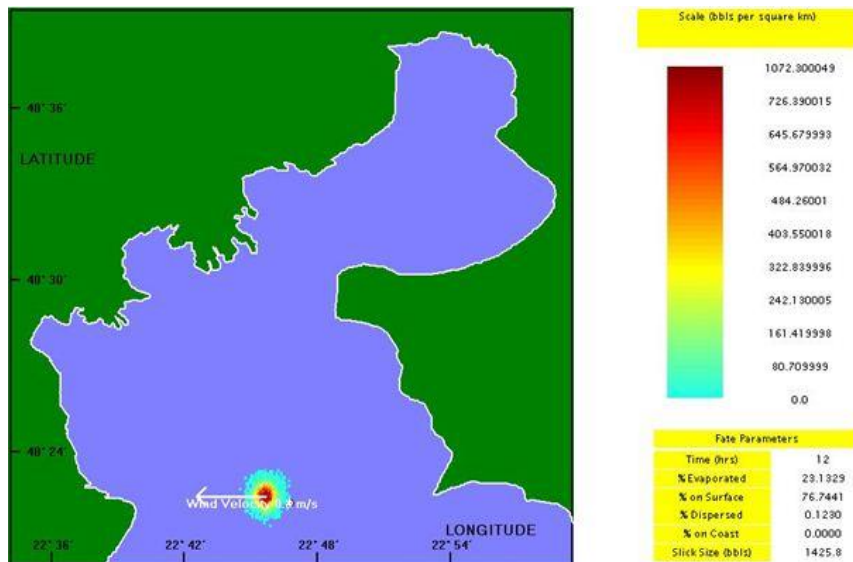 Scale (bbls per square km)
1072.300049
726.390015
645.679993
564.970032
484.26001
403.550018
322.839996
242.130005
161.419998
80.709999
0.0
40° 36'
LATITUDE
40° 30'
40° 24'
Wind Velocity m/s
LONGITUDE
22° 36' 22° 42' 22° 48' 22° 54'
Fate Parameters
Time (hrs) 12
% Evaporated 23.1329
% on Surface 76.7441
% Dispersed 0.1230
% on Coast 0.0000
Slick Size (bbls) 1425.8